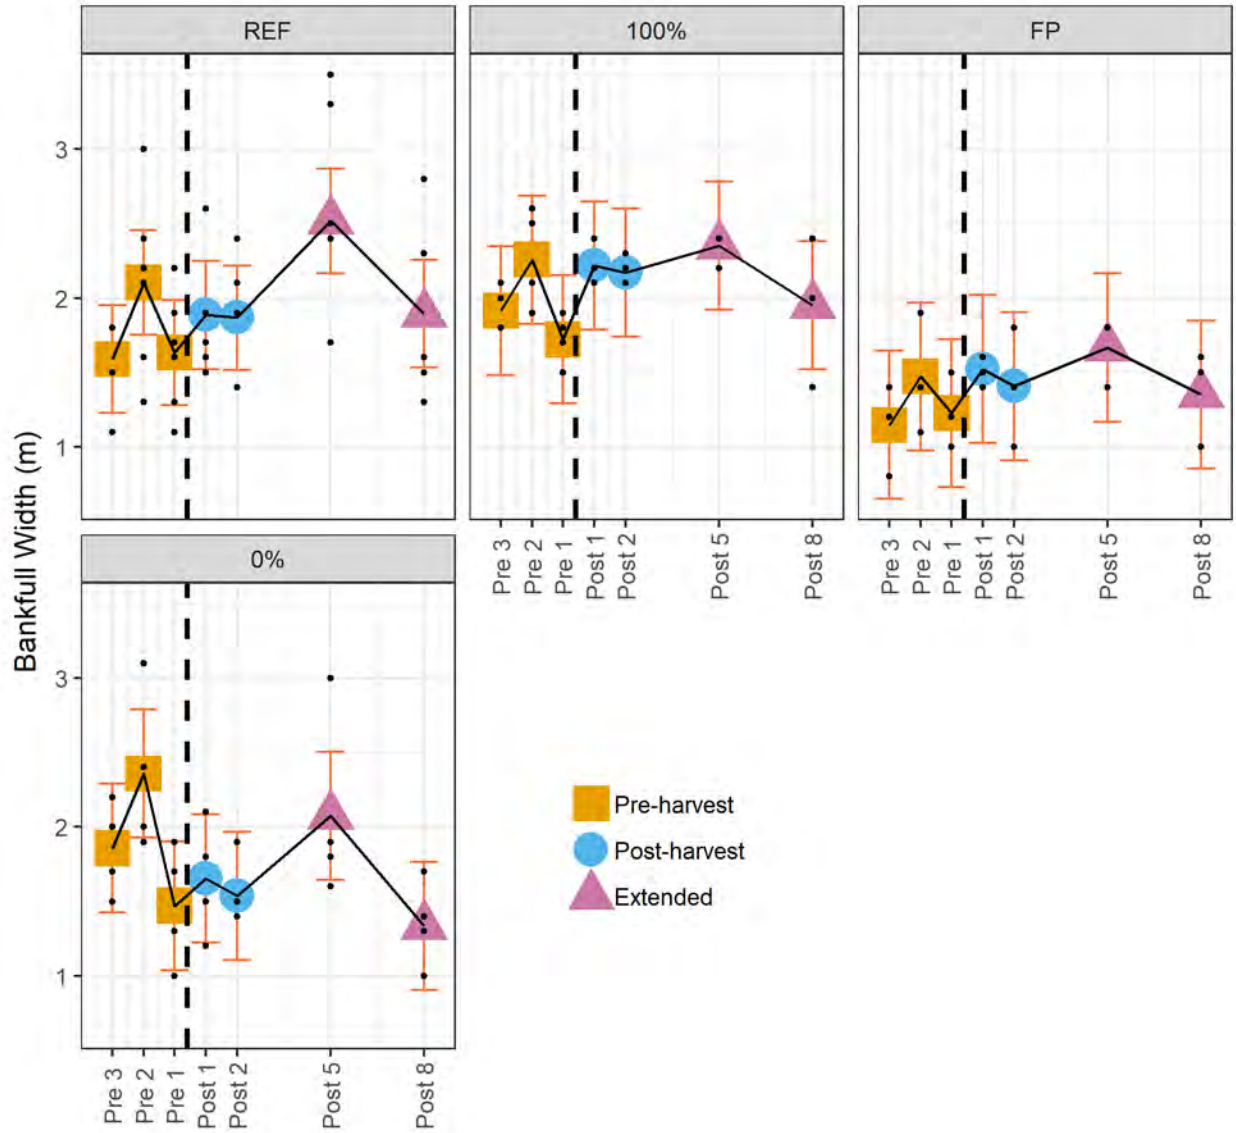 REF
100%
FP
3
2
1
Pre 3
Pre 2
Pre 1
Post 1
Post 2
Post 5
Post 8
Pre 3
Pre 2
Pre 1
Post 1
Post 2
Post 5
Post 8
Bankfull Width (m)
0%
3
2
1
Pre 3
Pre 2
Pre 1
Post 1
Post 2
Post 5
Post 8
Pre-harvest
Post-harvest
Extended